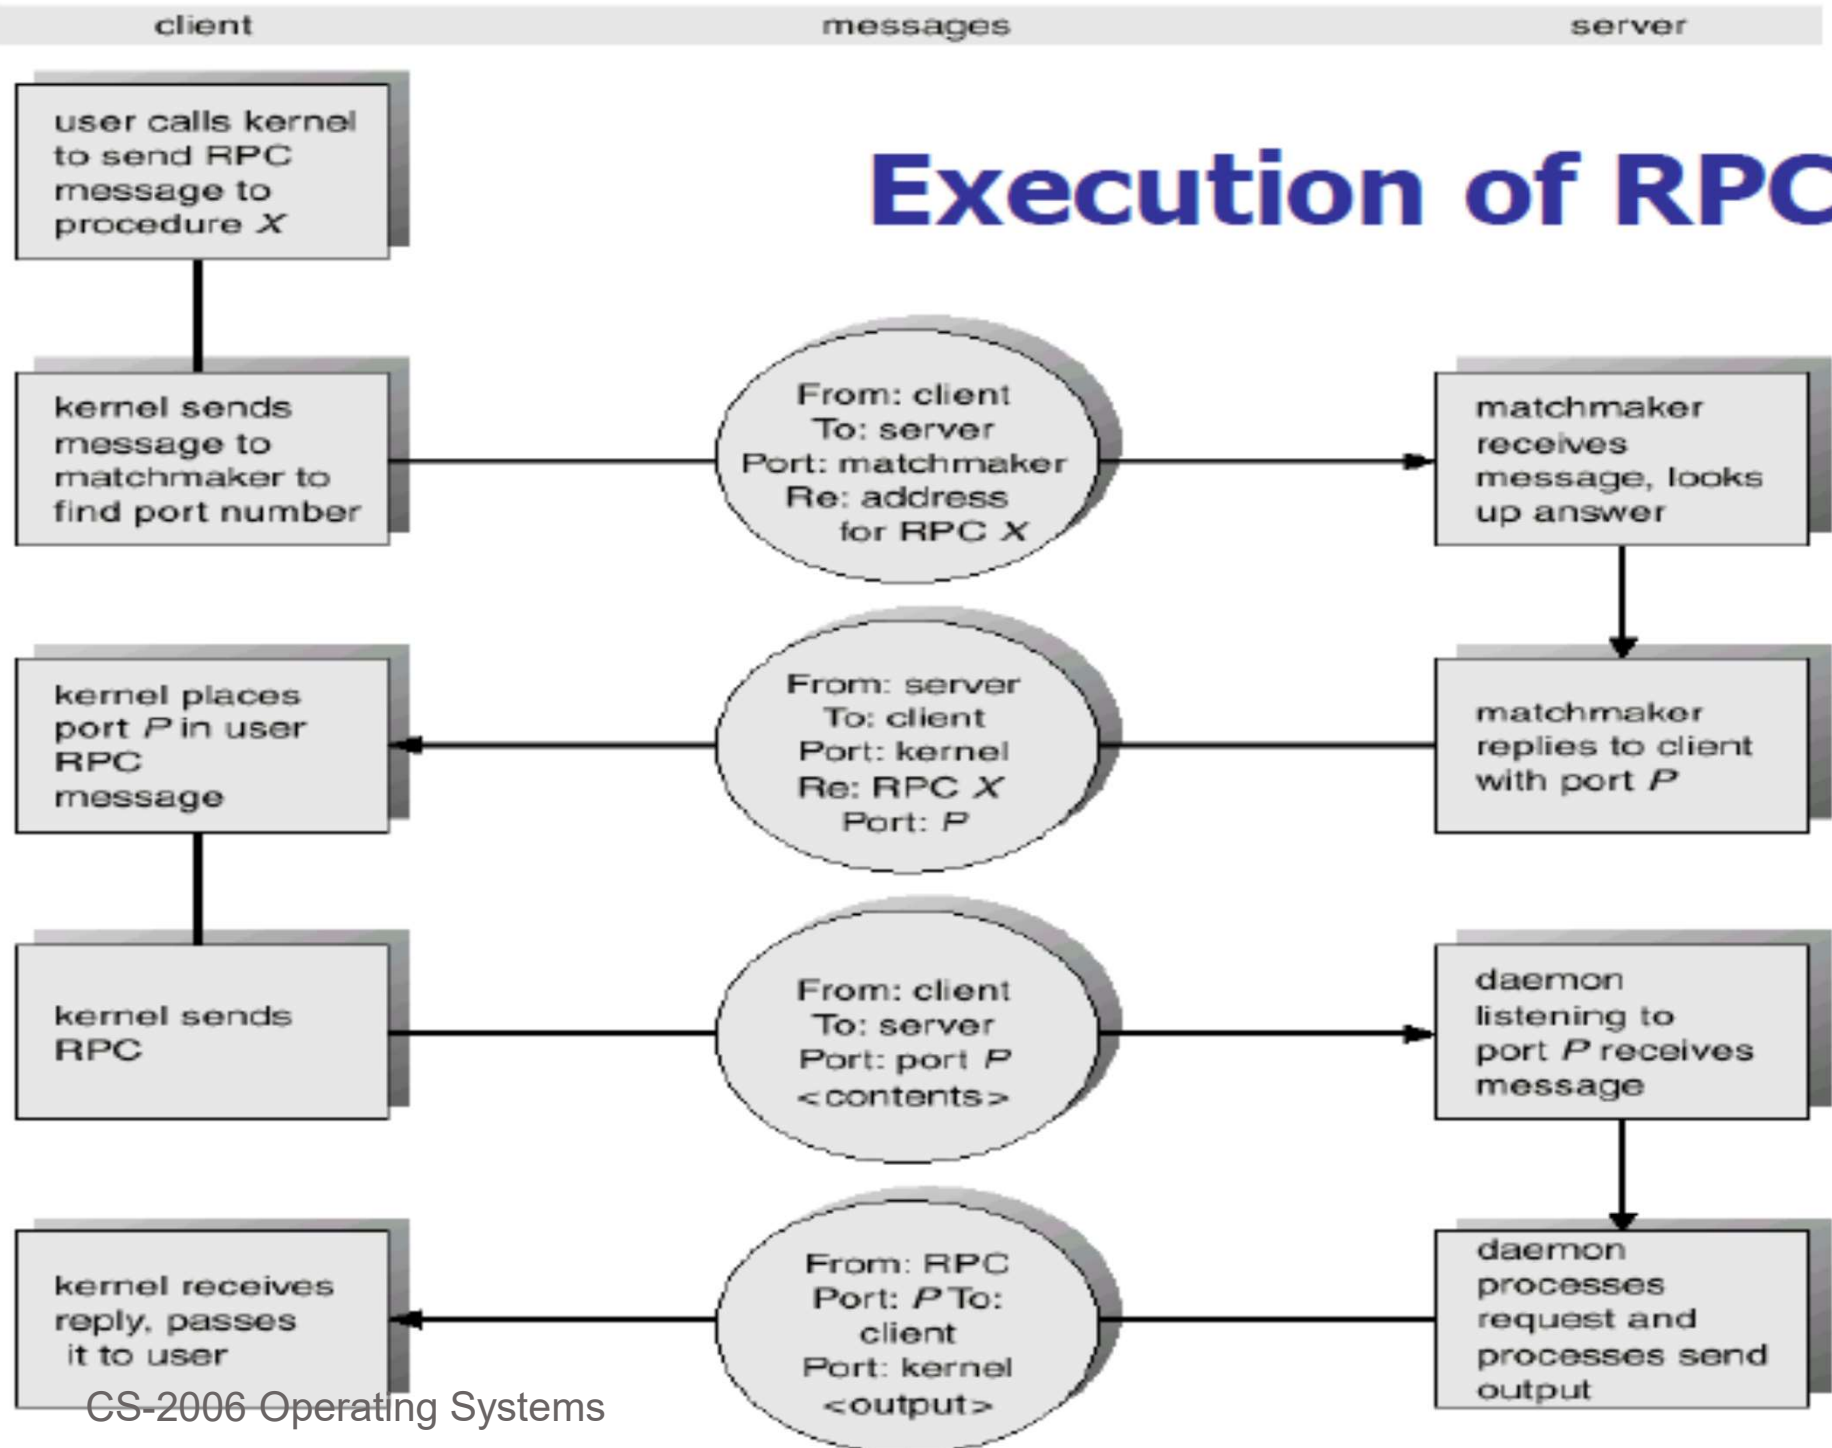 client
messages
server
Execution of RPC
user calls kernel
to send RPC
message to
procedure X
kernel sends
message to
matchmaker to
find port number
From: client
To: server
Port: matchmaker
Re: address
for RPC X
matchmaker
receives
message, looks
up answer
kernel places
port P in user
RPC
message
From: server
To: client
Port: kernel
Re: RPC X
Port: P
matchmaker
replies to client
with port P
kernel sends
RPC
From: client
To: server
Port: port P
<contents>
daemon
listening to
port P receives
message
kernel receives
reply, passes
it to user
From: RPC
Port: P To:
client
Port: kernel
<output>
daemon
processes
request and
processes send
output
CS-2006 Operating Systems